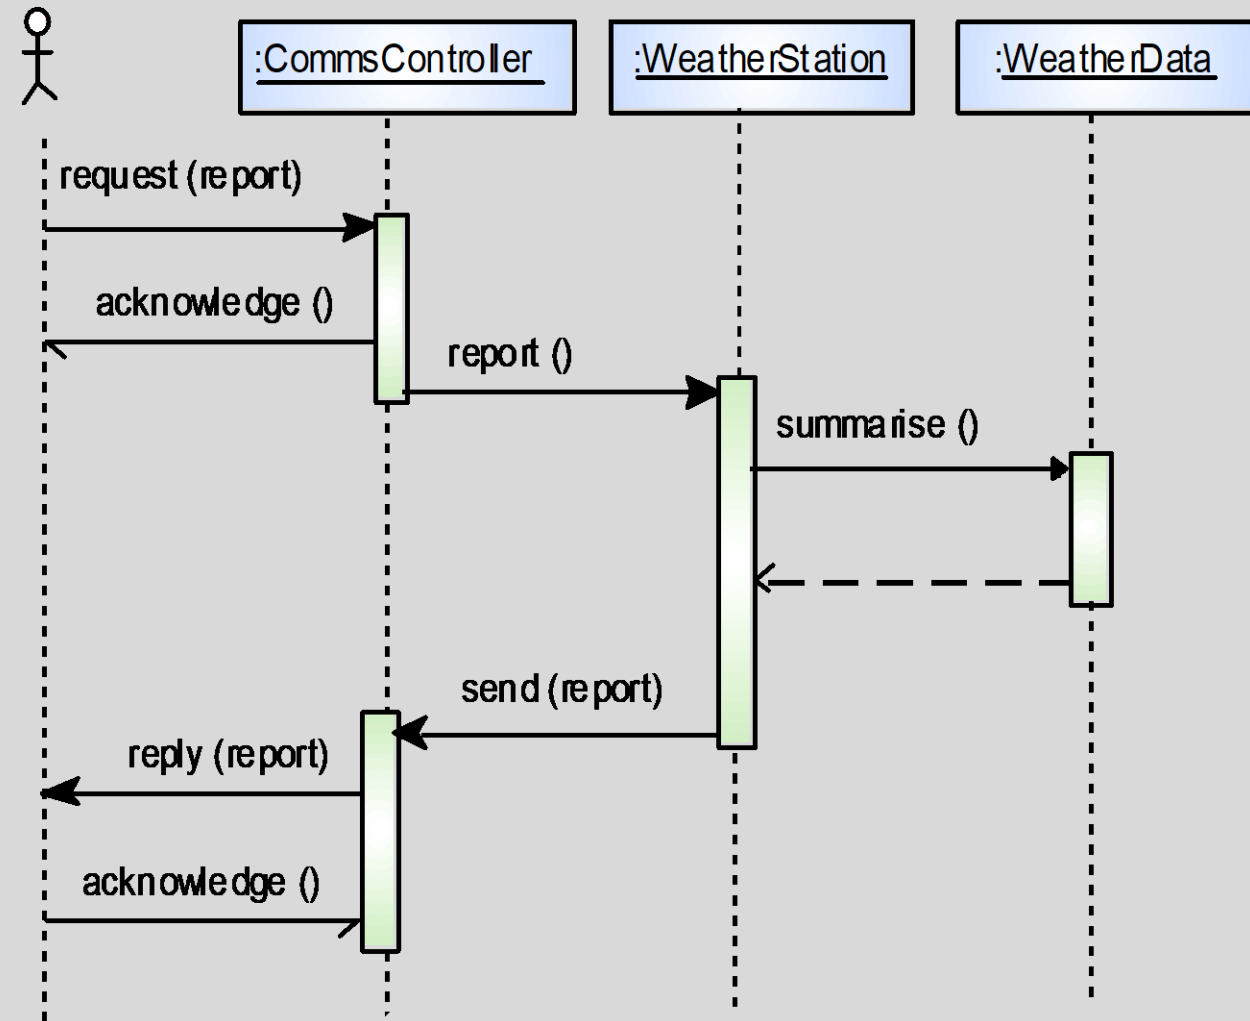 :CommsController
:WeatherStation
:WeatherData
request (report)
acknowledge ()
report ()
summarise ()
send (report)
reply (report)
acknowledge ()